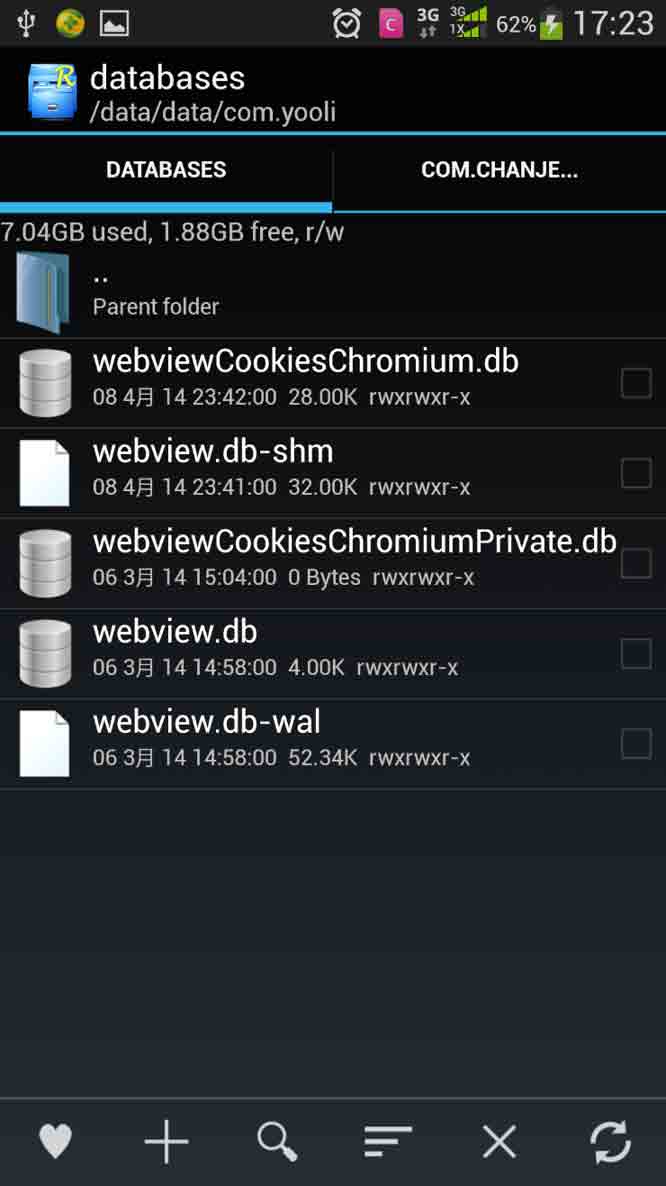 3G
3G
1X
62%
17:23
C
R
databases
/data/data/com.yooli
DATABASES
COM.CHANJE...
7.04GB used, 1.88GB free, r/w
..
Parent folder
webviewCookiesChromium.db
08 4月 14 23:42:00 28.00K rwxrwxr-x
webview.db-shm
08 4月 14 23:41:00 32.00K rwxrwxr-x
webviewCookiesChromiumPrivate.db
06 3月 14 15:04:00 0 Bytes rwxrwxr-x
webview.db
06 3月 14 14:58:00 4.00K rwxrwxr-x
webview.db-wal
06 3月 14 14:58:00 52.34K rwxrwxr-x